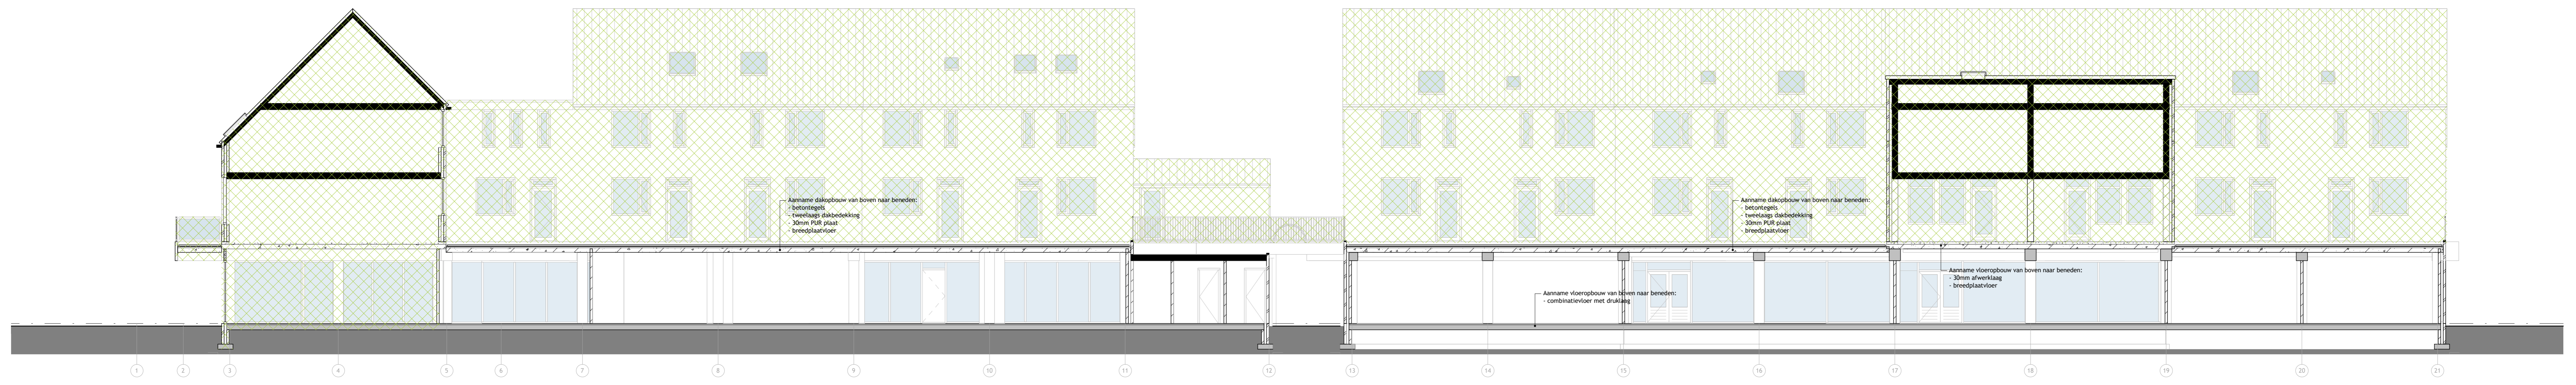 Aanname dakopbouw van boven naar beneden:
- betontegels
- tweelaags dakbedekking
- 30mm PUR plaat
- breedplaatvloer
Aanname dakopbouw van boven naar beneden:
- betontegels
- tweelaags dakbedekking
- 30mm PUR plaat
- breedplaatvloer
Aanname vloeropbouw van boven naar beneden:
- 30mm afwerklaag
- breedplaatvloer
Aanname vloeropbouw van boven naar beneden:
- combinatievloer met druklaag
1 2 3 4 5 6 7 8 9 10 11 12 13 14 15 16 17 18 19 20 21